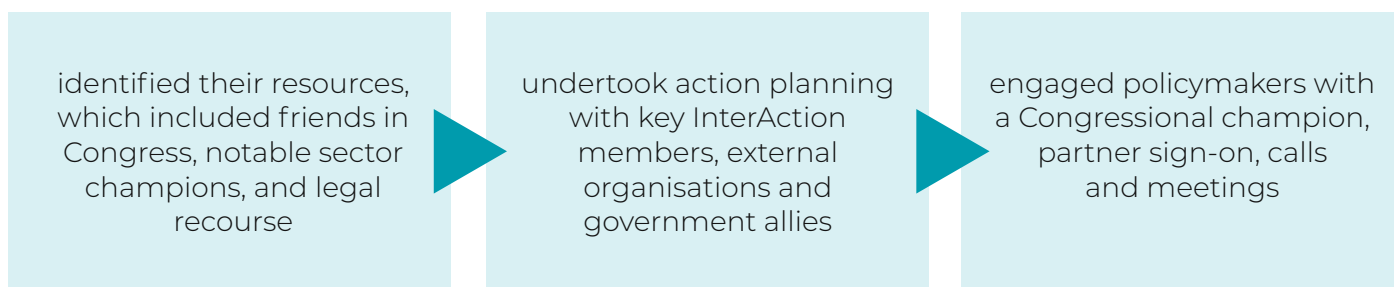 identified their resources,
which included friends in
Congress, notable sector
champions, and legal
recourse
undertook action planning
with key InterAction
members, external
organisations and
government allies
engaged policymakers with
a Congressional champion,
partner sign-on, calls
and meetings